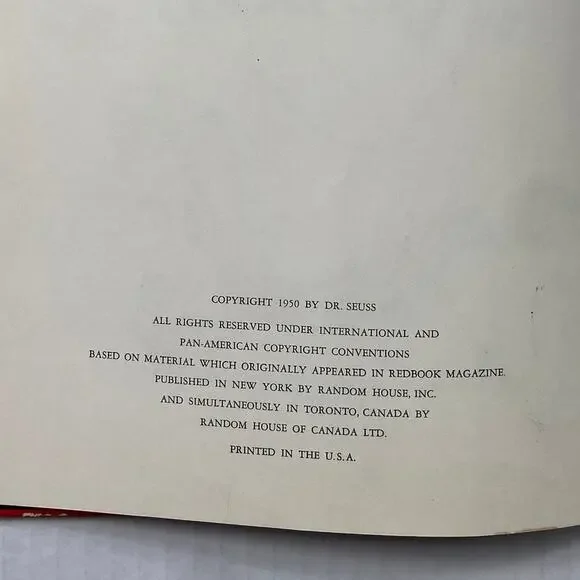 COPYRIGHT 1950 BY DR. SEUSS
ALL RIGHTS RESERVED UNDER INTERNATIONAL AND
PAN-AMERICAN COPYRIGHT CONVENTIONS
BASED ON MATERIAL WHICH ORIGINALLY APPEARED IN REDBOOK MAGAZINE.
PUBLISHED IN NEW YORK BY RANDOM HOUSE, INC.
AND SIMULTANEOUSLY IN TORONTO, CANADA BY
RANDOM HOUSE OF CANADA LTD.
PRINTED IN THE U.S.A.